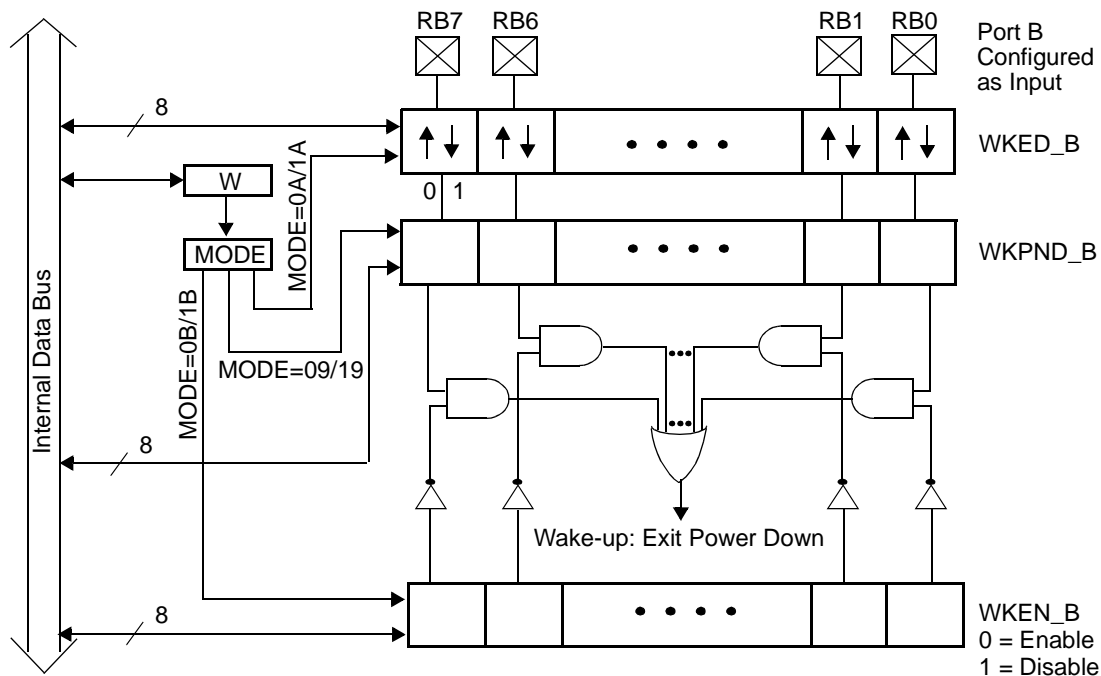 RB7
RB6
RB1
RB0
Port B
Configured
as Input
8
WKED_B
W
MODE
MODE=0A/1A
0 1
WKPND_B
MODE=0B/1B
MODE=09/19
Internal Data Bus
8
Wake-up: Exit Power Down
8
WKEN_B
0 = Enable
1 = Disable